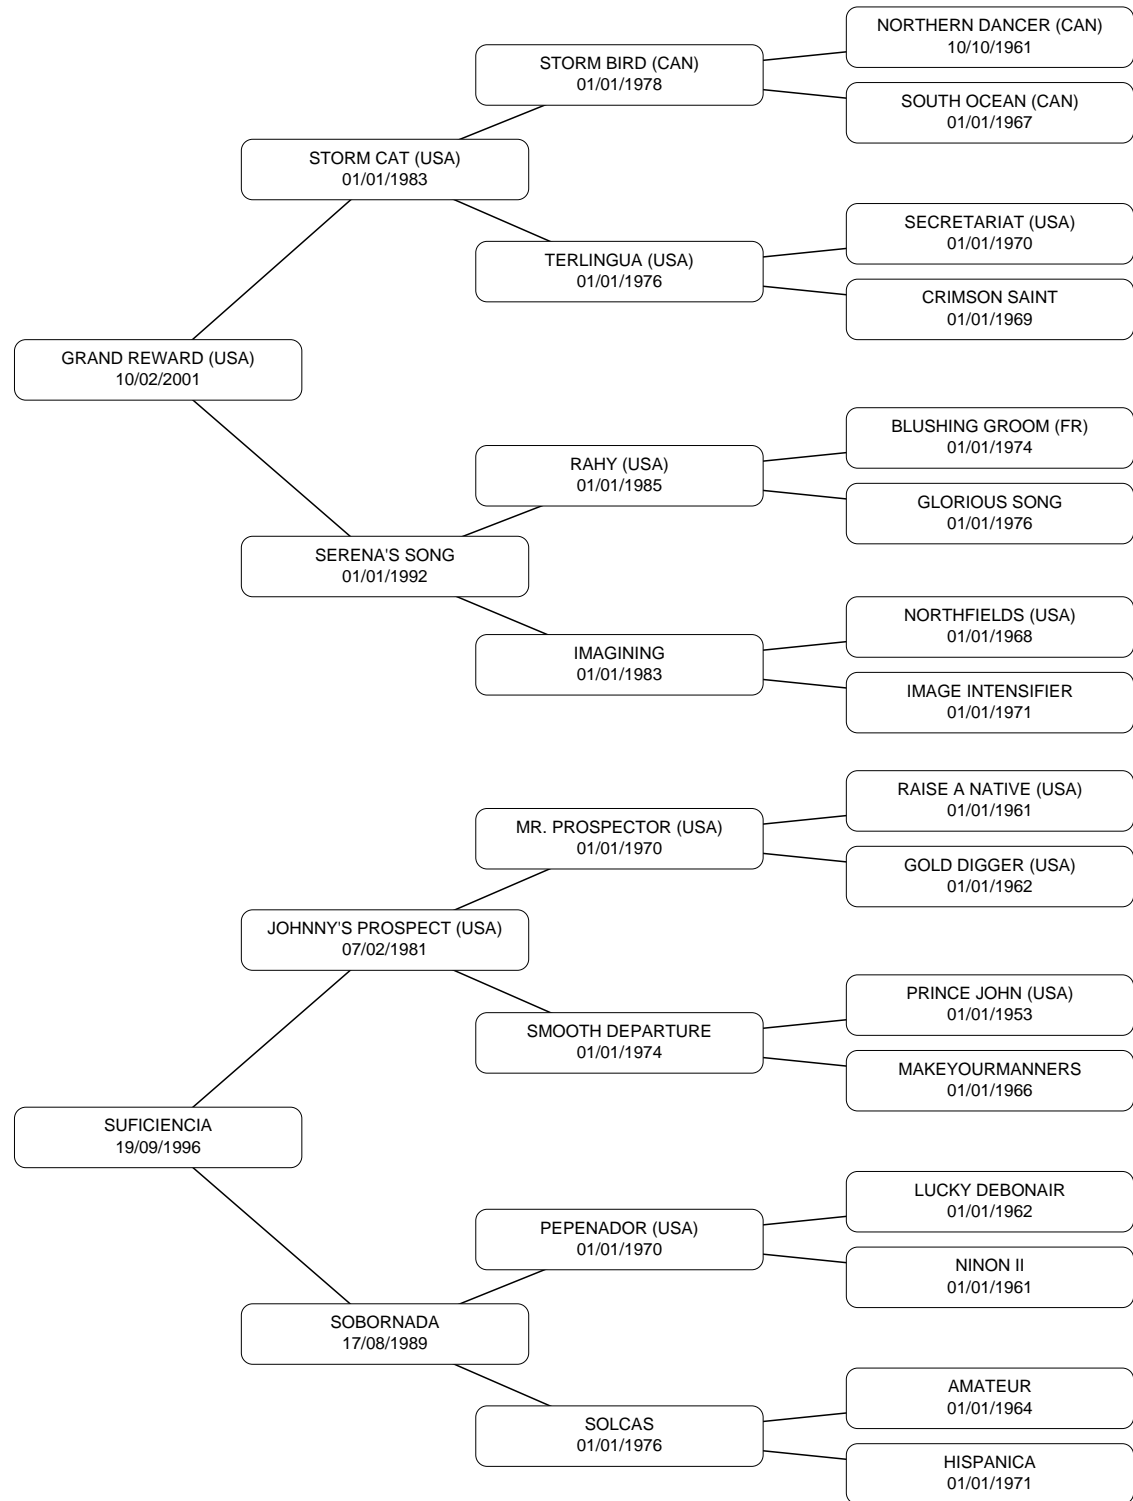 NORTHERN DANCER (CAN)
10/10/1961
STORM BIRD (CAN)
01/01/1978
SOUTH OCEAN (CAN)
01/01/1967
STORM CAT (USA)
01/01/1983
SECRETARIAT (USA)
01/01/1970
TERLINGUA (USA)
01/01/1976
CRIMSON SAINT
01/01/1969
GRAND REWARD (USA)
10/02/2001
BLUSHING GROOM (FR)
01/01/1974
RAHY (USA)
01/01/1985
GLORIOUS SONG
01/01/1976
SERENA'S SONG
01/01/1992
NORTHFIELDS (USA)
01/01/1968
IMAGINING
01/01/1983
IMAGE INTENSIFIER
01/01/1971
RAISE A NATIVE (USA)
01/01/1961
MR. PROSPECTOR (USA)
01/01/1970
GOLD DIGGER (USA)
01/01/1962
JOHNNY'S PROSPECT (USA)
07/02/1981
PRINCE JOHN (USA)
01/01/1953
SMOOTH DEPARTURE
01/01/1974
MAKEYOURMANNERS
01/01/1966
SUFICIENCIA
19/09/1996
LUCKY DEBONAIR
01/01/1962
PEPENADOR (USA)
01/01/1970
NINON II
01/01/1961
SOBORNADA
17/08/1989
AMATEUR
01/01/1964
SOLCAS
01/01/1976
HISPANICA
01/01/1971